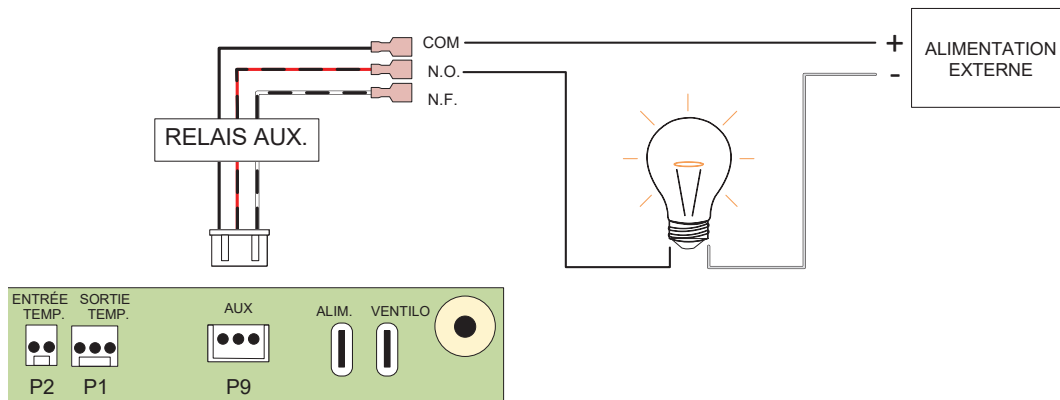 COM
N.O.
N.F.
+
-
ALIMENTATION
EXTERNE
RELAIS AUX.
ENTRÉE
TEMP.
SORTIE
TEMP.
AUX
ALIM.
VENTILO
P2
P1
P9